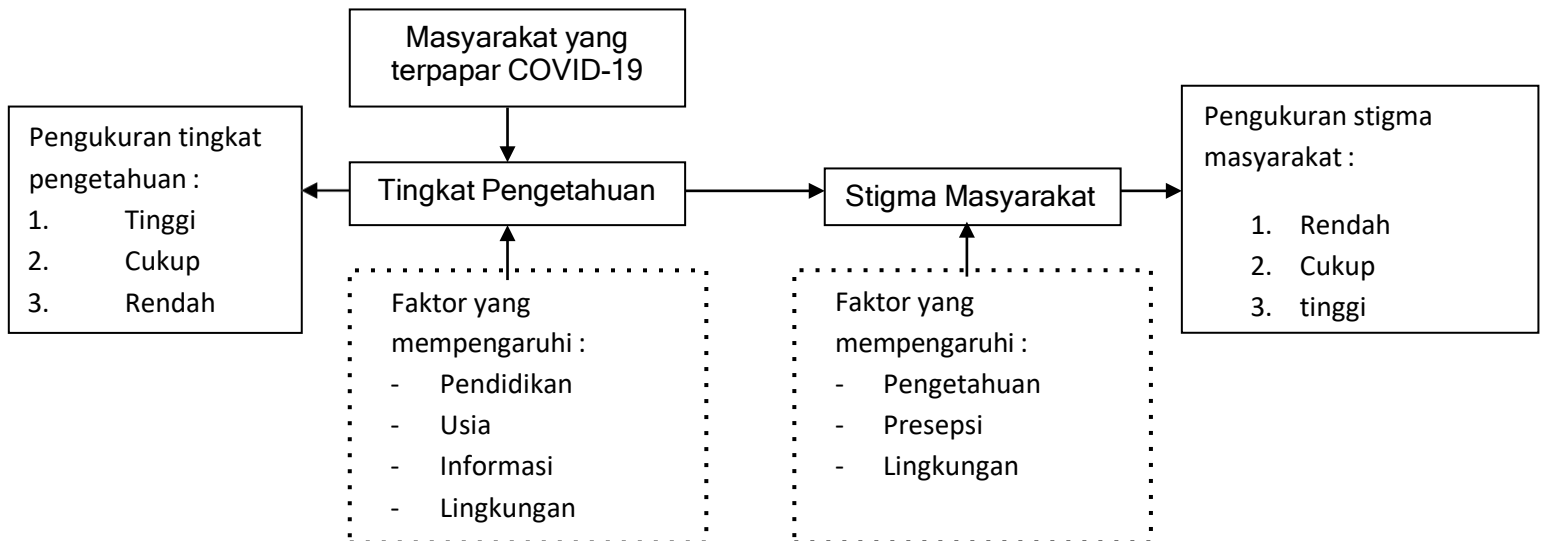 Masyarakat yang
terpapar COVID-19
Pengukuran tingkat
pengetahuan :
1. Tinggi
2. Cukup
3. Rendah
Tingkat Pengetahuan
Stigma Masyarakat
Pengukuran stigma
masyarakat :
1. Rendah
2. Cukup
3. tinggi
Faktor yang
mempengaruhi :
- Pendidikan
- Usia
- Informasi
- Lingkungan
Faktor yang
mempengaruhi :
- Pengetahuan
- Presepsi
- Lingkungan